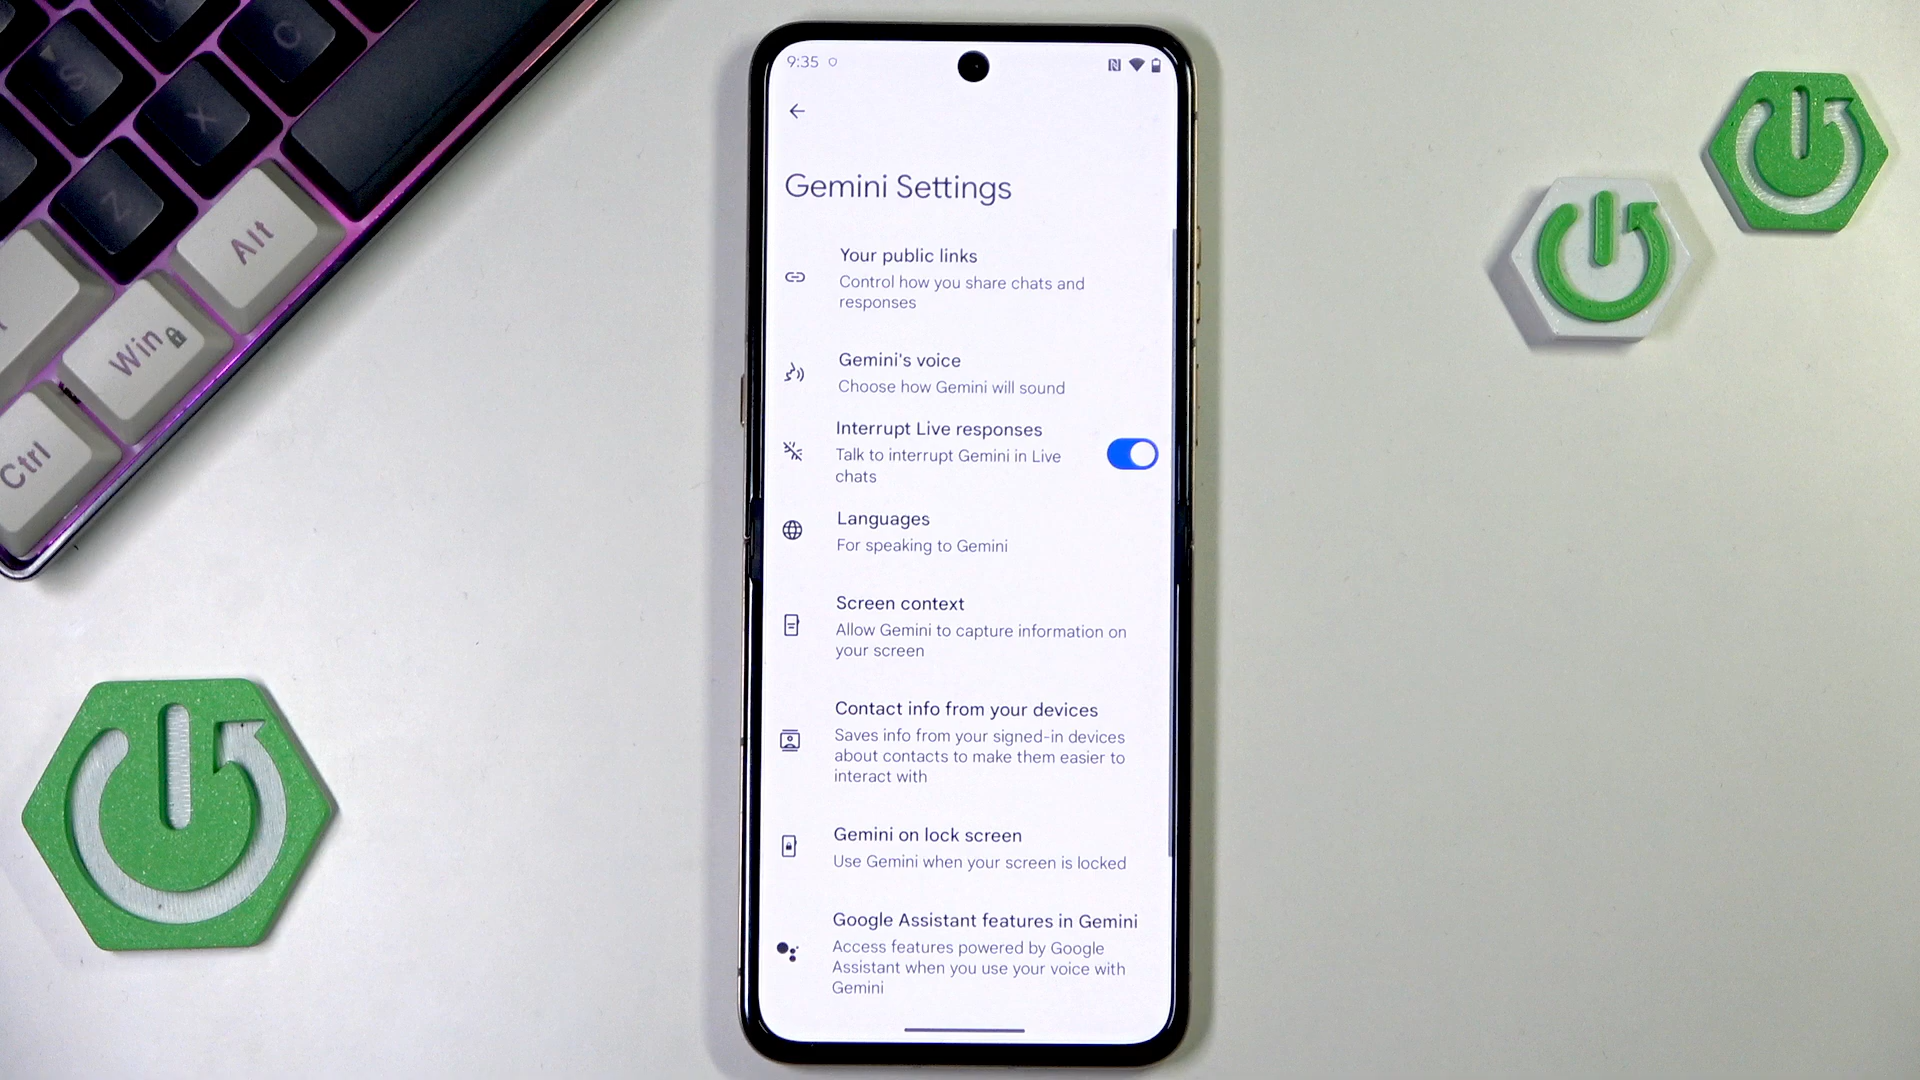 S
C
X
Z
Alt
Win
Ctrl
9:35
Gemini Settings
Your public links
Control how you share chats and
responses
Gemini's voice
Choose how Gemini will sound
Interrupt Live responses
Talk to interrupt Gemini in Live
chats
Languages
For speaking to Gemini
Screen context
Allow Gemini to capture information on
your screen
Contact info from your devices
Saves info from your signed-in devices
about contacts to make them easier to
interact with
Gemini on lock screen
Use Gemini when your screen is locked
Google Assistant features in Gemini
Access features powered by Google
Assistant when you use your voice with
Gemini